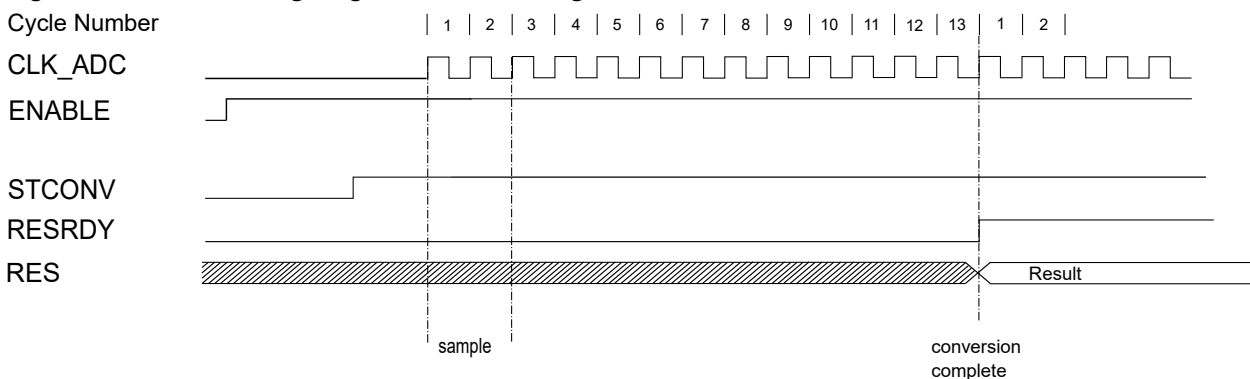 Cycle Number 1 2 3 4 5 6 7 8 9 10 11 12 13 1 2
CLK_ADC
ENABLE
STCONV
RESRDY
RES Result
sample
conversion
complete